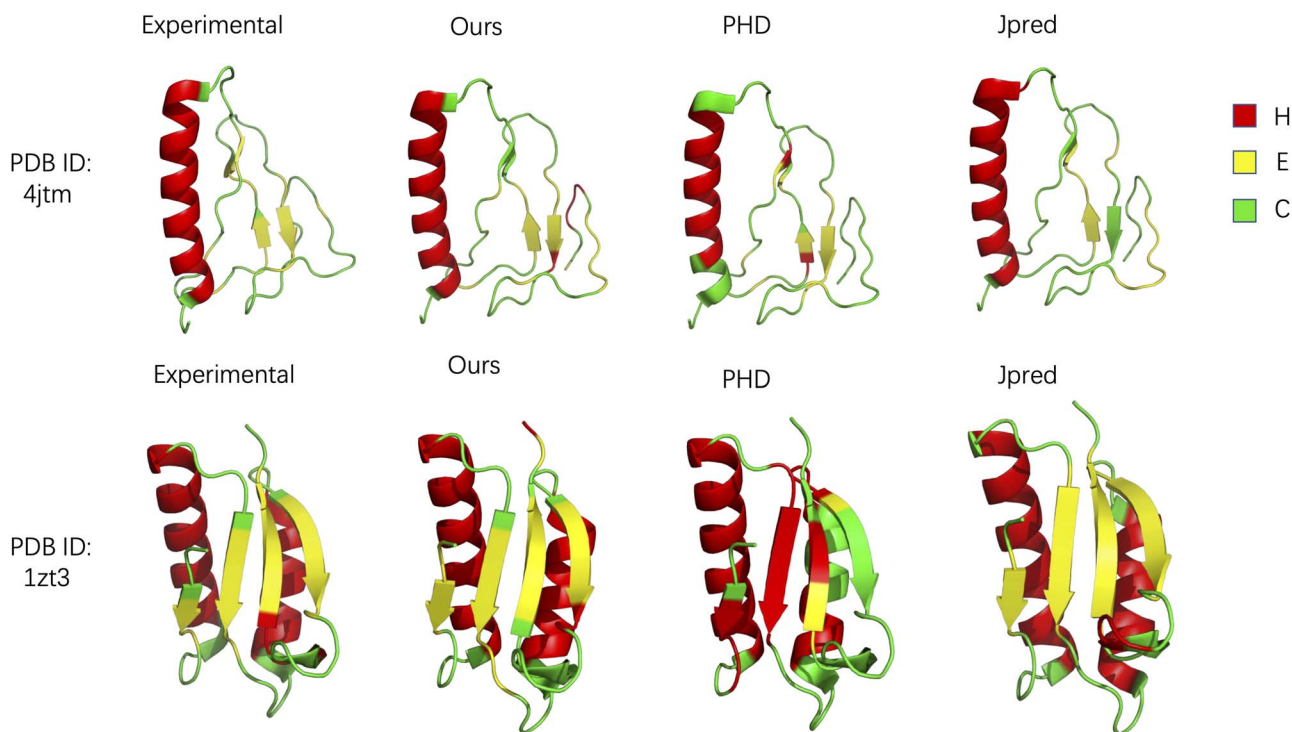 Experimental
Ours
PHD
Jpred
H
PDB ID:
4jtm
E
C
Experimental
Ours
PHD
Jpred
PDB ID:
1zt3